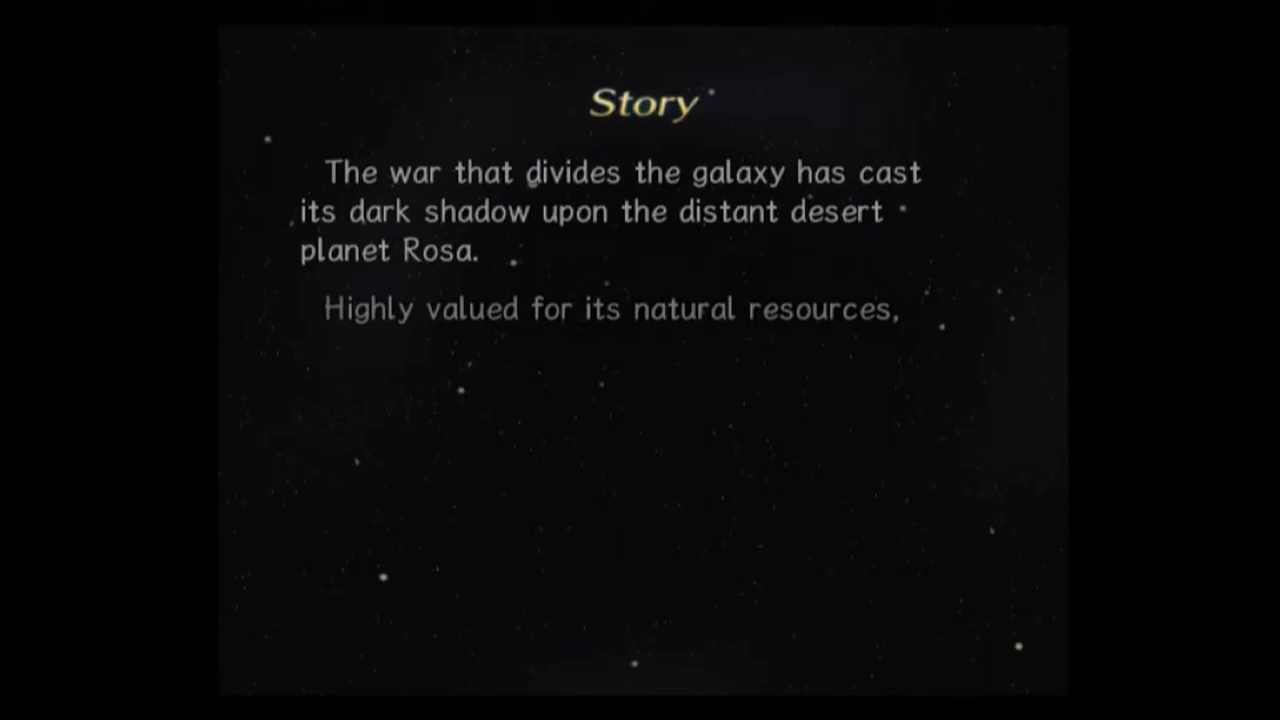 Story
The war that divides the galaxy has cast
its dark shadow upon the distant desert
planet Rosa.
Highly valued for its natural resources,